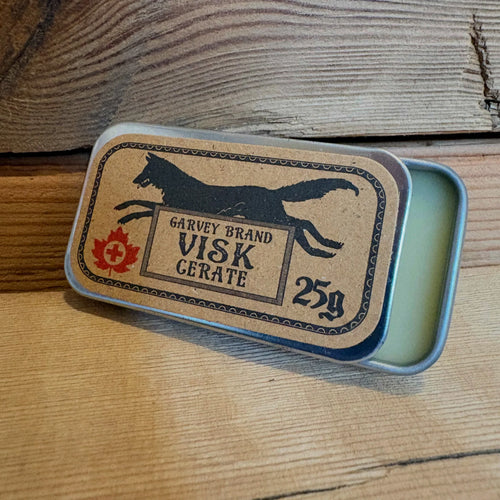 GARVEY BRAND
VISK
CERATE
25g